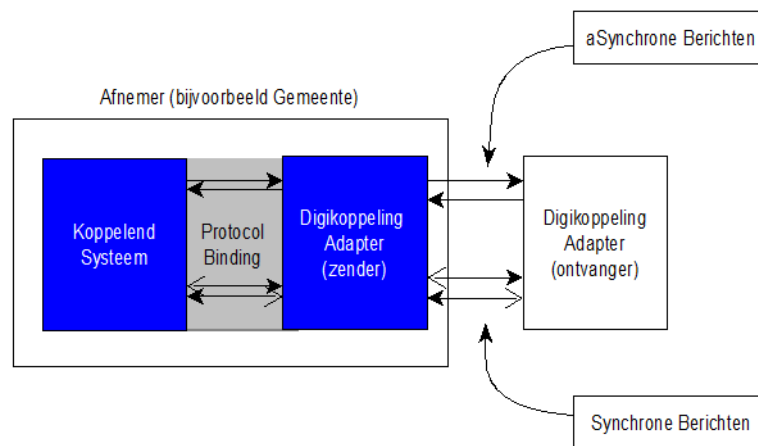 aSynchrone Berichten
Afnemer (bijvoorbeeld Gemeente)
Koppelend
Systeem
Protocol
Binding
Digikoppeling
Adapter
(zender)
Digikoppeling
Adapter
(ontvanger)
Synchrone Berichten